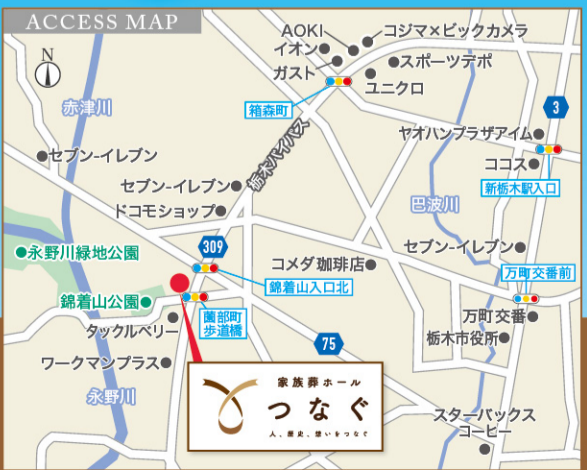 ACCESS MAP
N
AOKI
コジマ×ビックカメラ
イオン
ガスト
スポーツデポ
ユニクロ
箱森町
3
赤津川
栃木バイパス
ヤオハンプラザアイム
ココス
新栃木駅入口
セブン-イレブン
セブン-イレブン
ドコモショップ
巴波川
309
セブン-イレブン
永野川緑地公園
コメダ珈琲店
錦着山入口北
万町交番前
錦着山公園
薗部町
歩道橋
万町交番
タックルベリー
栃木市役所
75
ワークマンプラス
永野川
家族葬ホール
つなぐ
人、歴史、想いをつなぐ
スターバックス
コーヒー